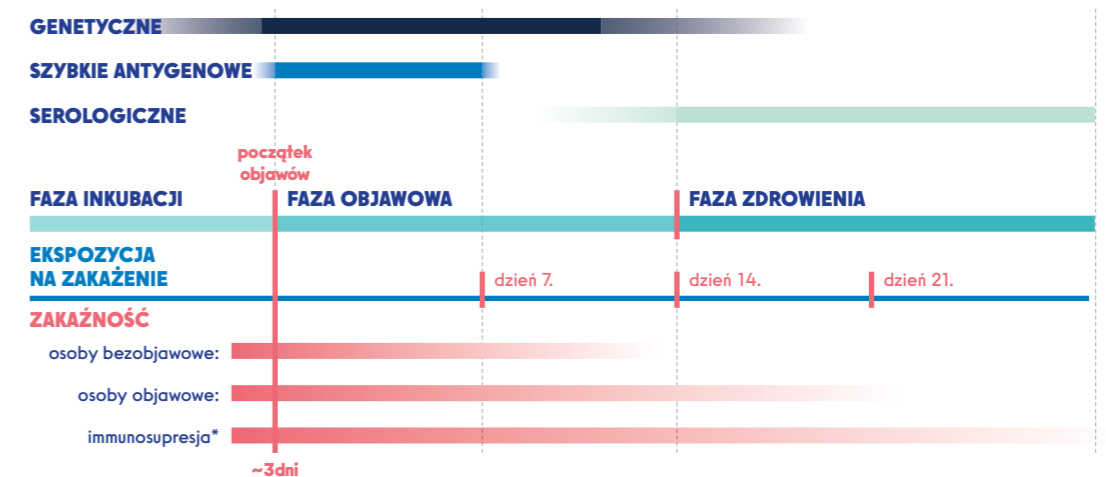 GENETYCZNE
SZYBKIE ANTYGENOWE
SEROLOGICZNE
początek
objawów
FAZA INKUBACJI
FAZA OBJAWOWA
FAZA ZDROWIENIA
EKSPOZYCJA
NA ZAKAŻENIE
dzień 7.
dzień 14.
dzień 21.
ZAKAŹNOŚĆ
osoby bezobjawowe:
osoby objawowe:
immunosupresja*
~3dni